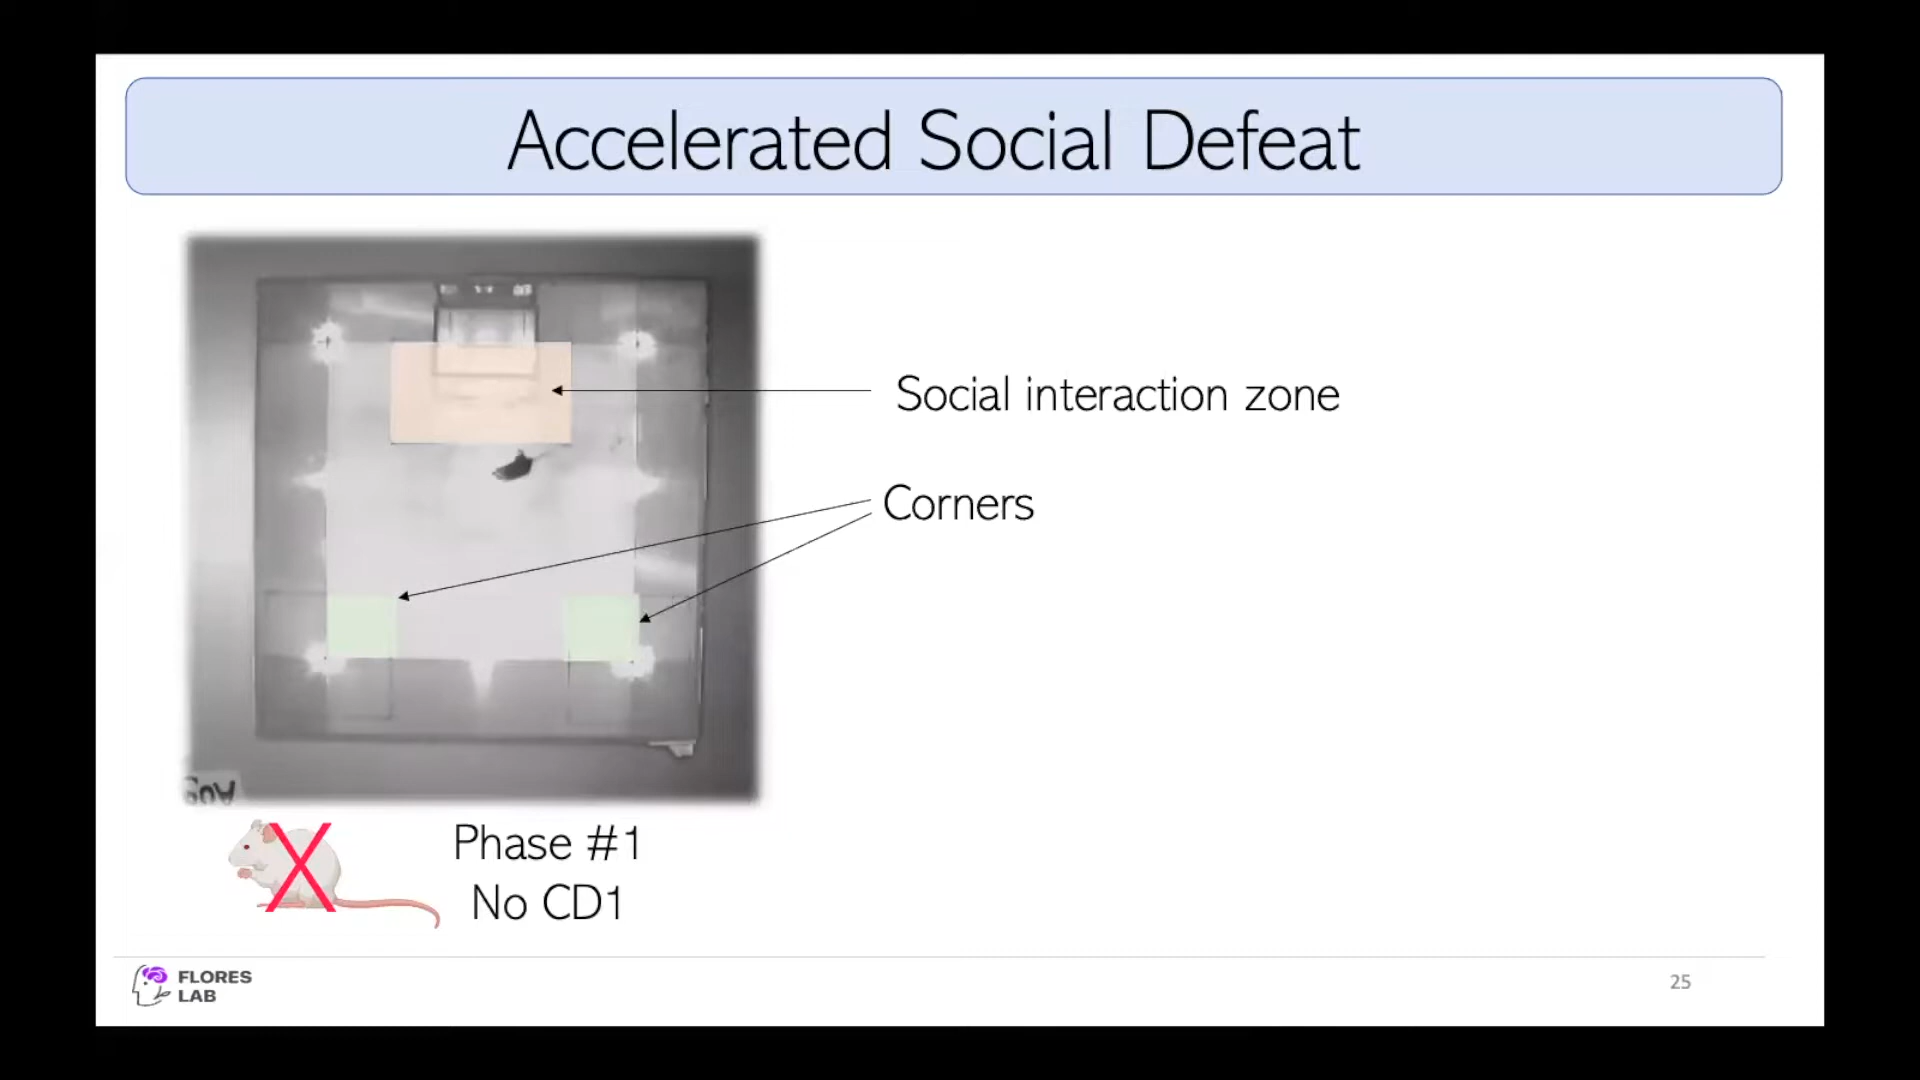 Accelerated Social Defeat
Social interaction zone
Corners
Phase #1
No CD1
FLORES
LAB
25